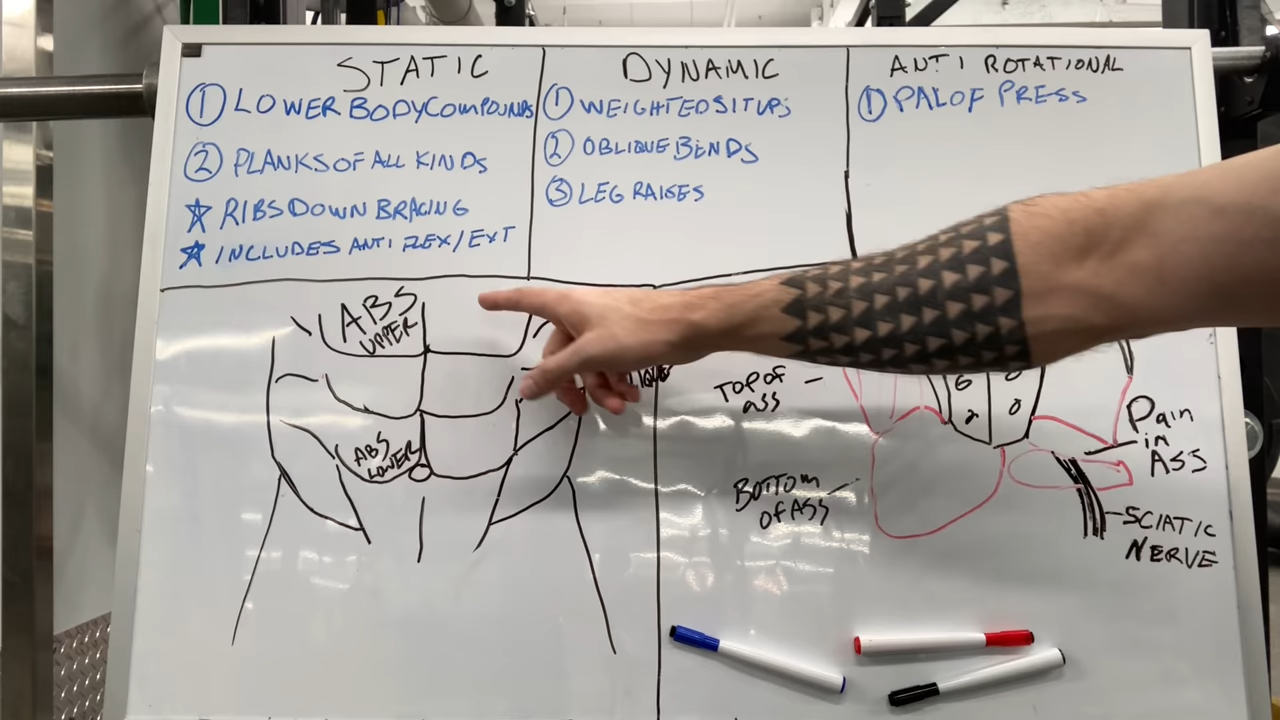 STATIC
① LOWER BODY COMPOUNDS
② PLANKS OF ALL KINDS
☆ RIBS DOWN BRACING
☆ INCLUDES ANTI FLEX/EXT
DYNAMIC
① WEIGHTED SIT UPS
② OBLIQUE BENDS
③ LEG RAISES
ANTI ROTATIONAL
① PALOF PRESS
ABS
UPPER
ABS
LOWER
TOP OF
ASS
BOTTOM
OF ASS
Pain
in
ASS
SCIATIC
NERVE